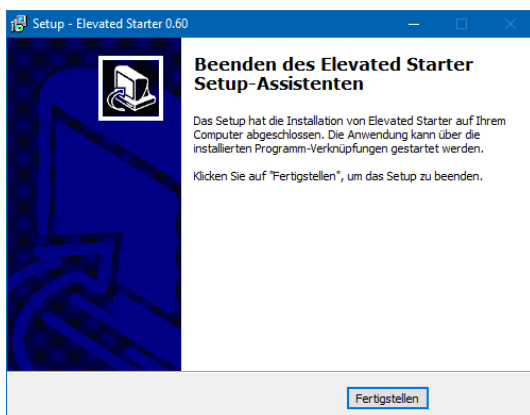 Setup - Elevated Starter 0.60
Beenden des Elevated Starter
Setup-Assistenten
Das Setup hat die Installation von Elevated Starter auf Ihrem
Computer abgeschlossen. Die Anwendung kann über die
installierten Programm-Verknüpfungen gestartet werden.
Klicken Sie auf "Fertigstellen", um das Setup zu beenden.
Fertigstellen